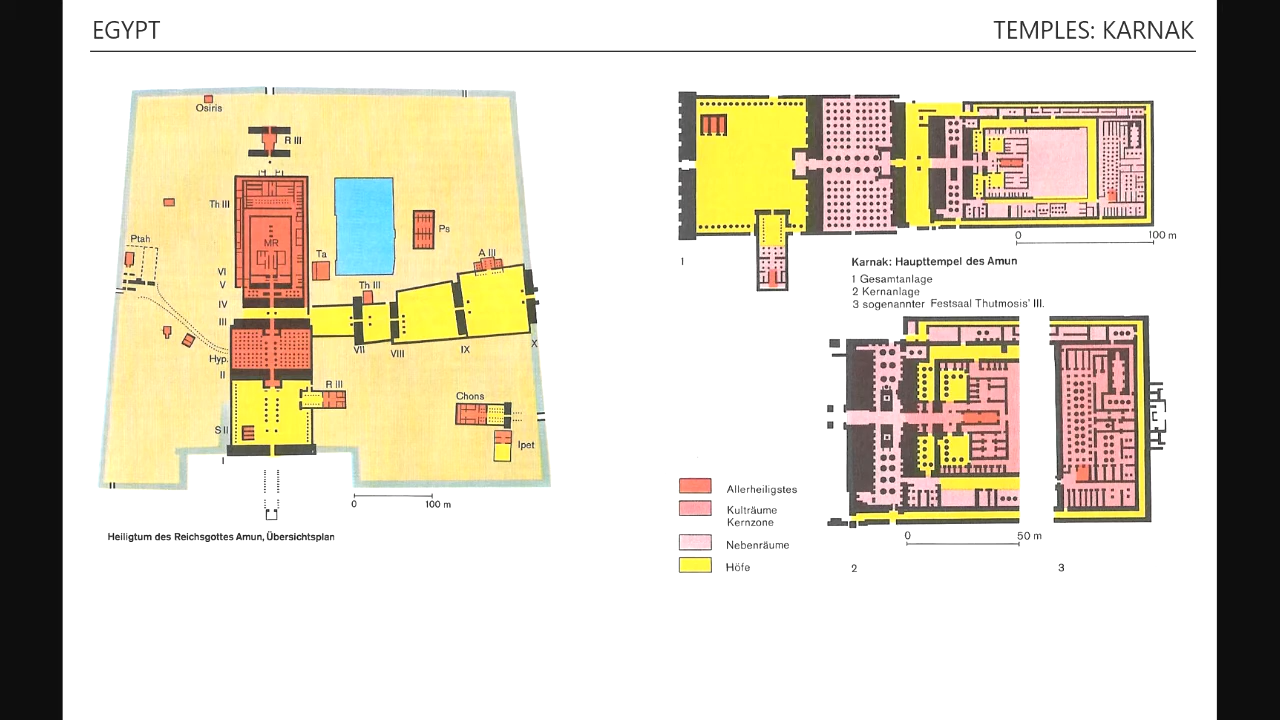 EGYPT
TEMPLES: KARNAK
Osiris
R III
Th III
MR
Ptah
Ta
Ps
VI
V
IV
III
Th III
A III
Hyp.
II
VII
VIII
IX
X
R III
S II
I
Chons
Ipet
0
100 m
Heiligtum des Reichsgottes Amun, Übersichtsplan
1
0
100 m
Karnak: Haupttempel des Amun
1 Gesamtanlage
2 Kernanlage
3 sogenannter Festsaal Thutmosis' III.
Allerheiligstes
Kulträume
Kernzone
Nebenräume
Höfe
0
50 m
2
3